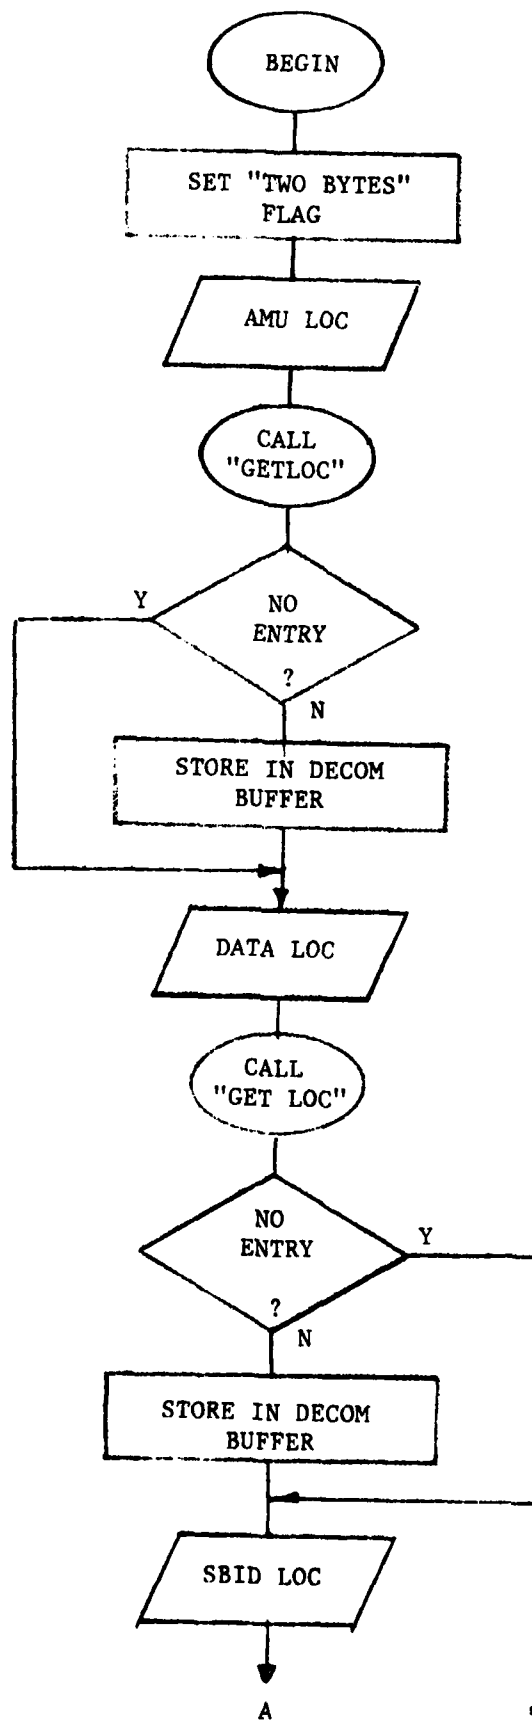 BEGIN
SET "TWO BYTES"
FLAG
AMU LOC
CALL
"GETLOC"
Y
NO
ENTRY
?
N
STORE IN DECOM
BUFFER
DATA LOC
CALL
"GET LOC"
NO
ENTRY
Y
?
N
STORE IN DECOM
BUFFER
SBID LOC
A